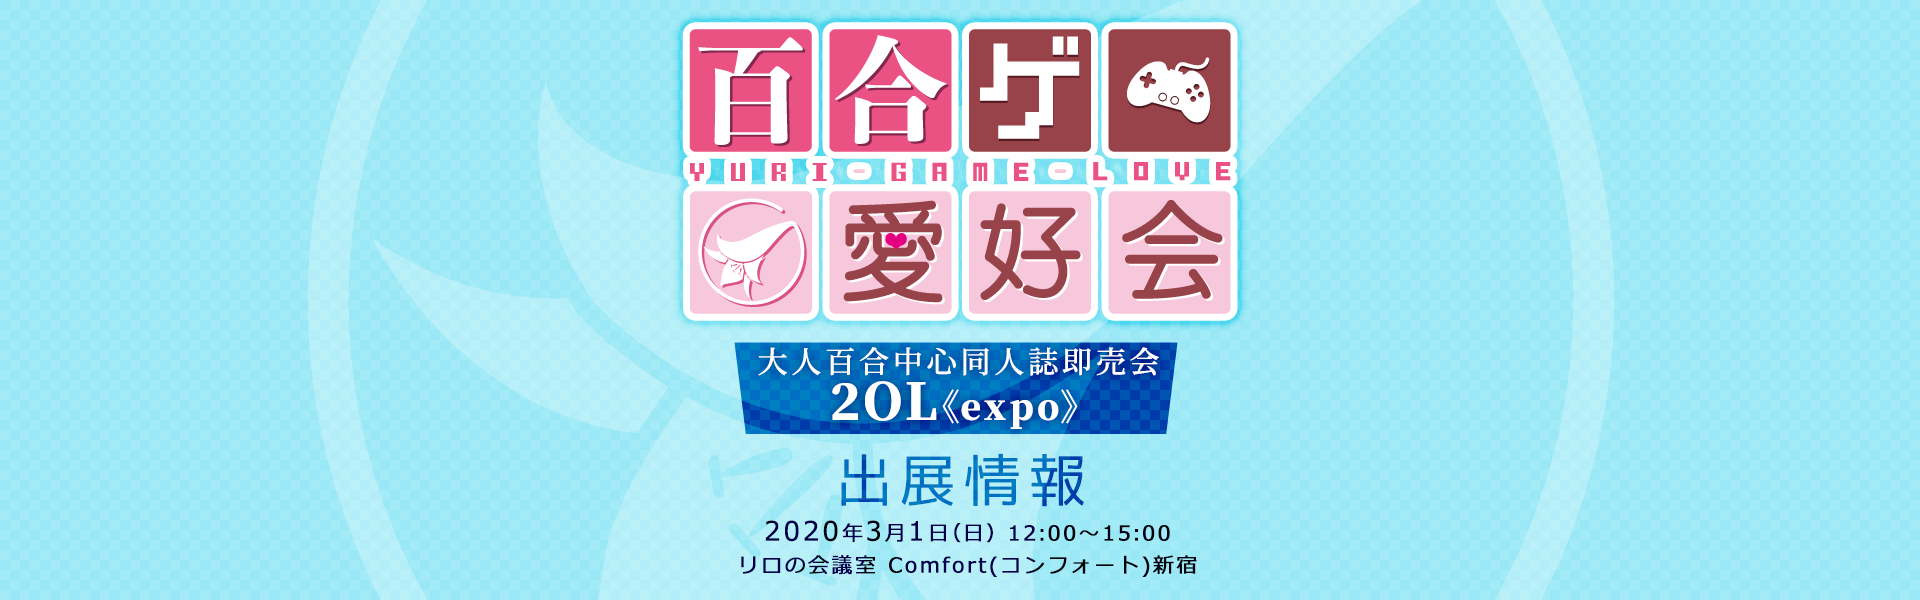 百合ゲ
YURI-GAME-LOVE
愛好会
大人百合中心同人誌即売会
2OL《expo》
出展情報
2020年3月1日(日) 12:00～15:00
リロの会議室 Comfort(コンフォート)新宿